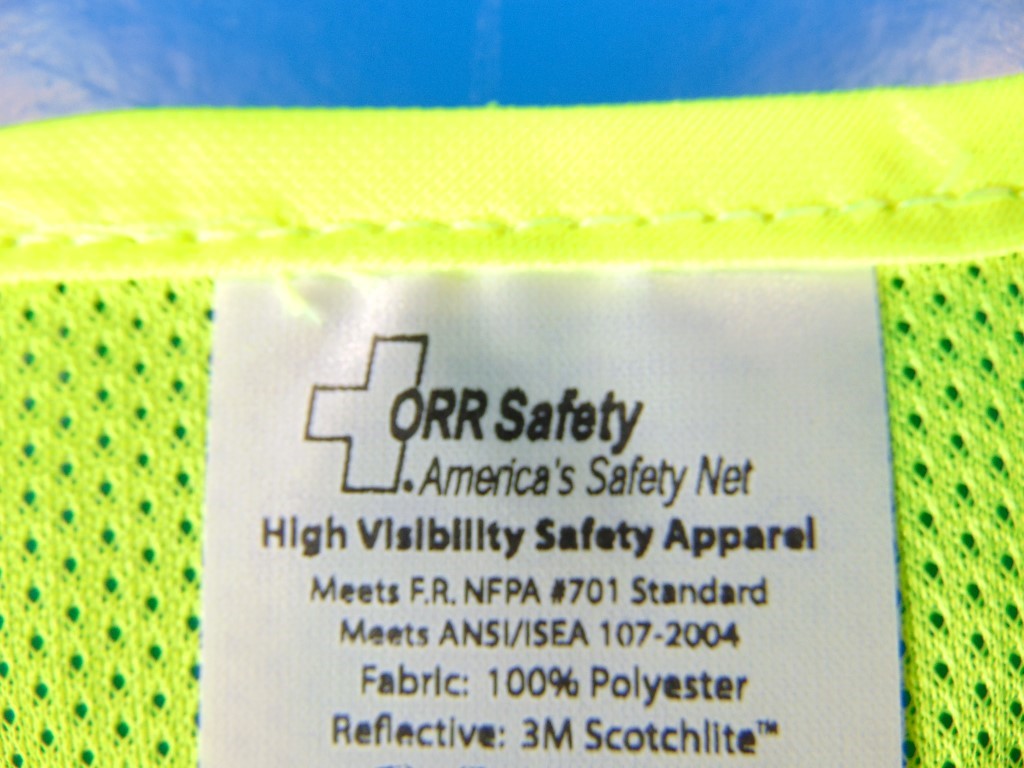 ORR Safety
America's Safety Net
High Visibility Safety Apparel
Meets F.R. NFPA #701 Standard
Meets ANSI/ISEA 107-2004
Fabric: 100% Polyester
Reflective: 3M Scotchlite™